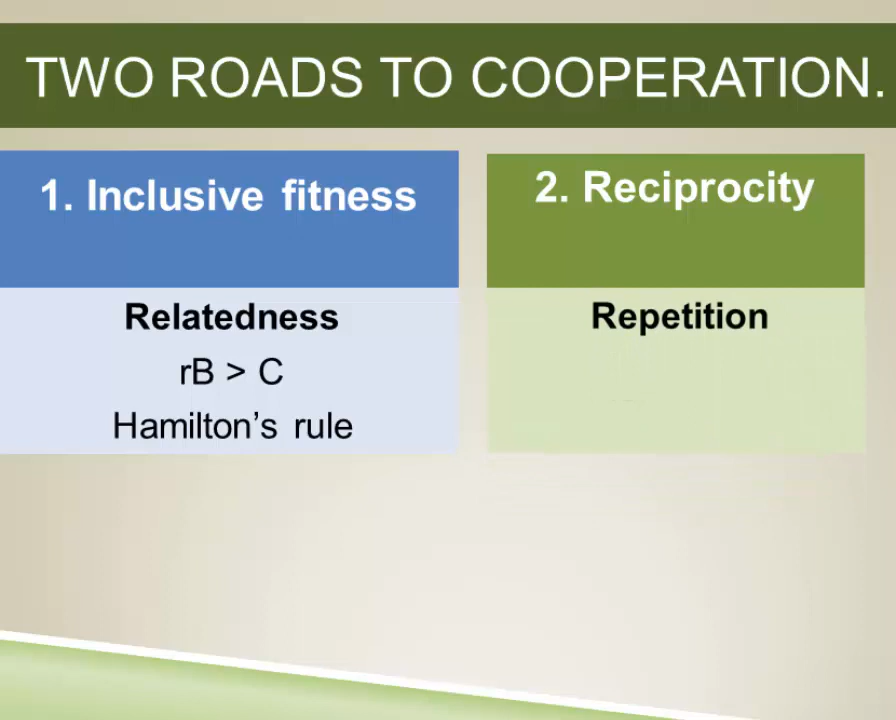 TWO ROADS TO COOPERATION.
1. Inclusive fitness
Relatedness
rB > C
Hamilton’s rule
2. Reciprocity
Repetition